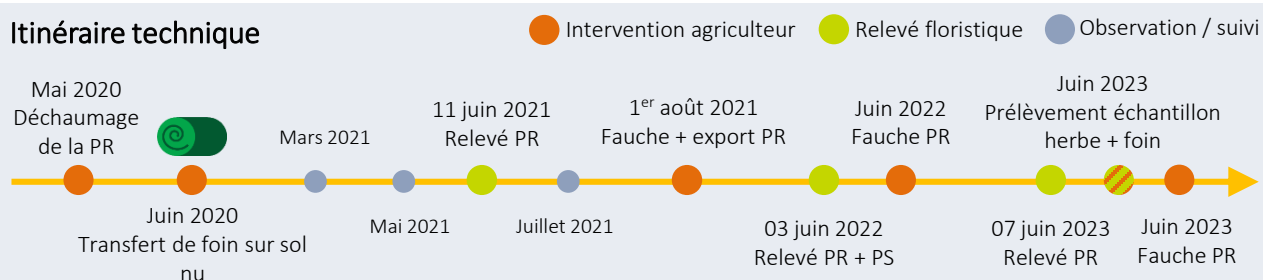 Itinéraire technique
Intervention agriculteur
Relevé floristique
Observation / suivi
Mai 2020
Déchaumage
de la PR
Juin 2020
Transfert de foin sur sol
nu
Mars 2021
Mai 2021
11 juin 2021
Relevé PR
Juillet 2021
1er août 2021
Fauche + export PR
03 juin 2022
Relevé PR + PS
Juin 2022
Fauche PR
07 juin 2023
Relevé PR
Juin 2023
Prélèvement échantillon
herbe + foin
Juin 2023
Fauche PR